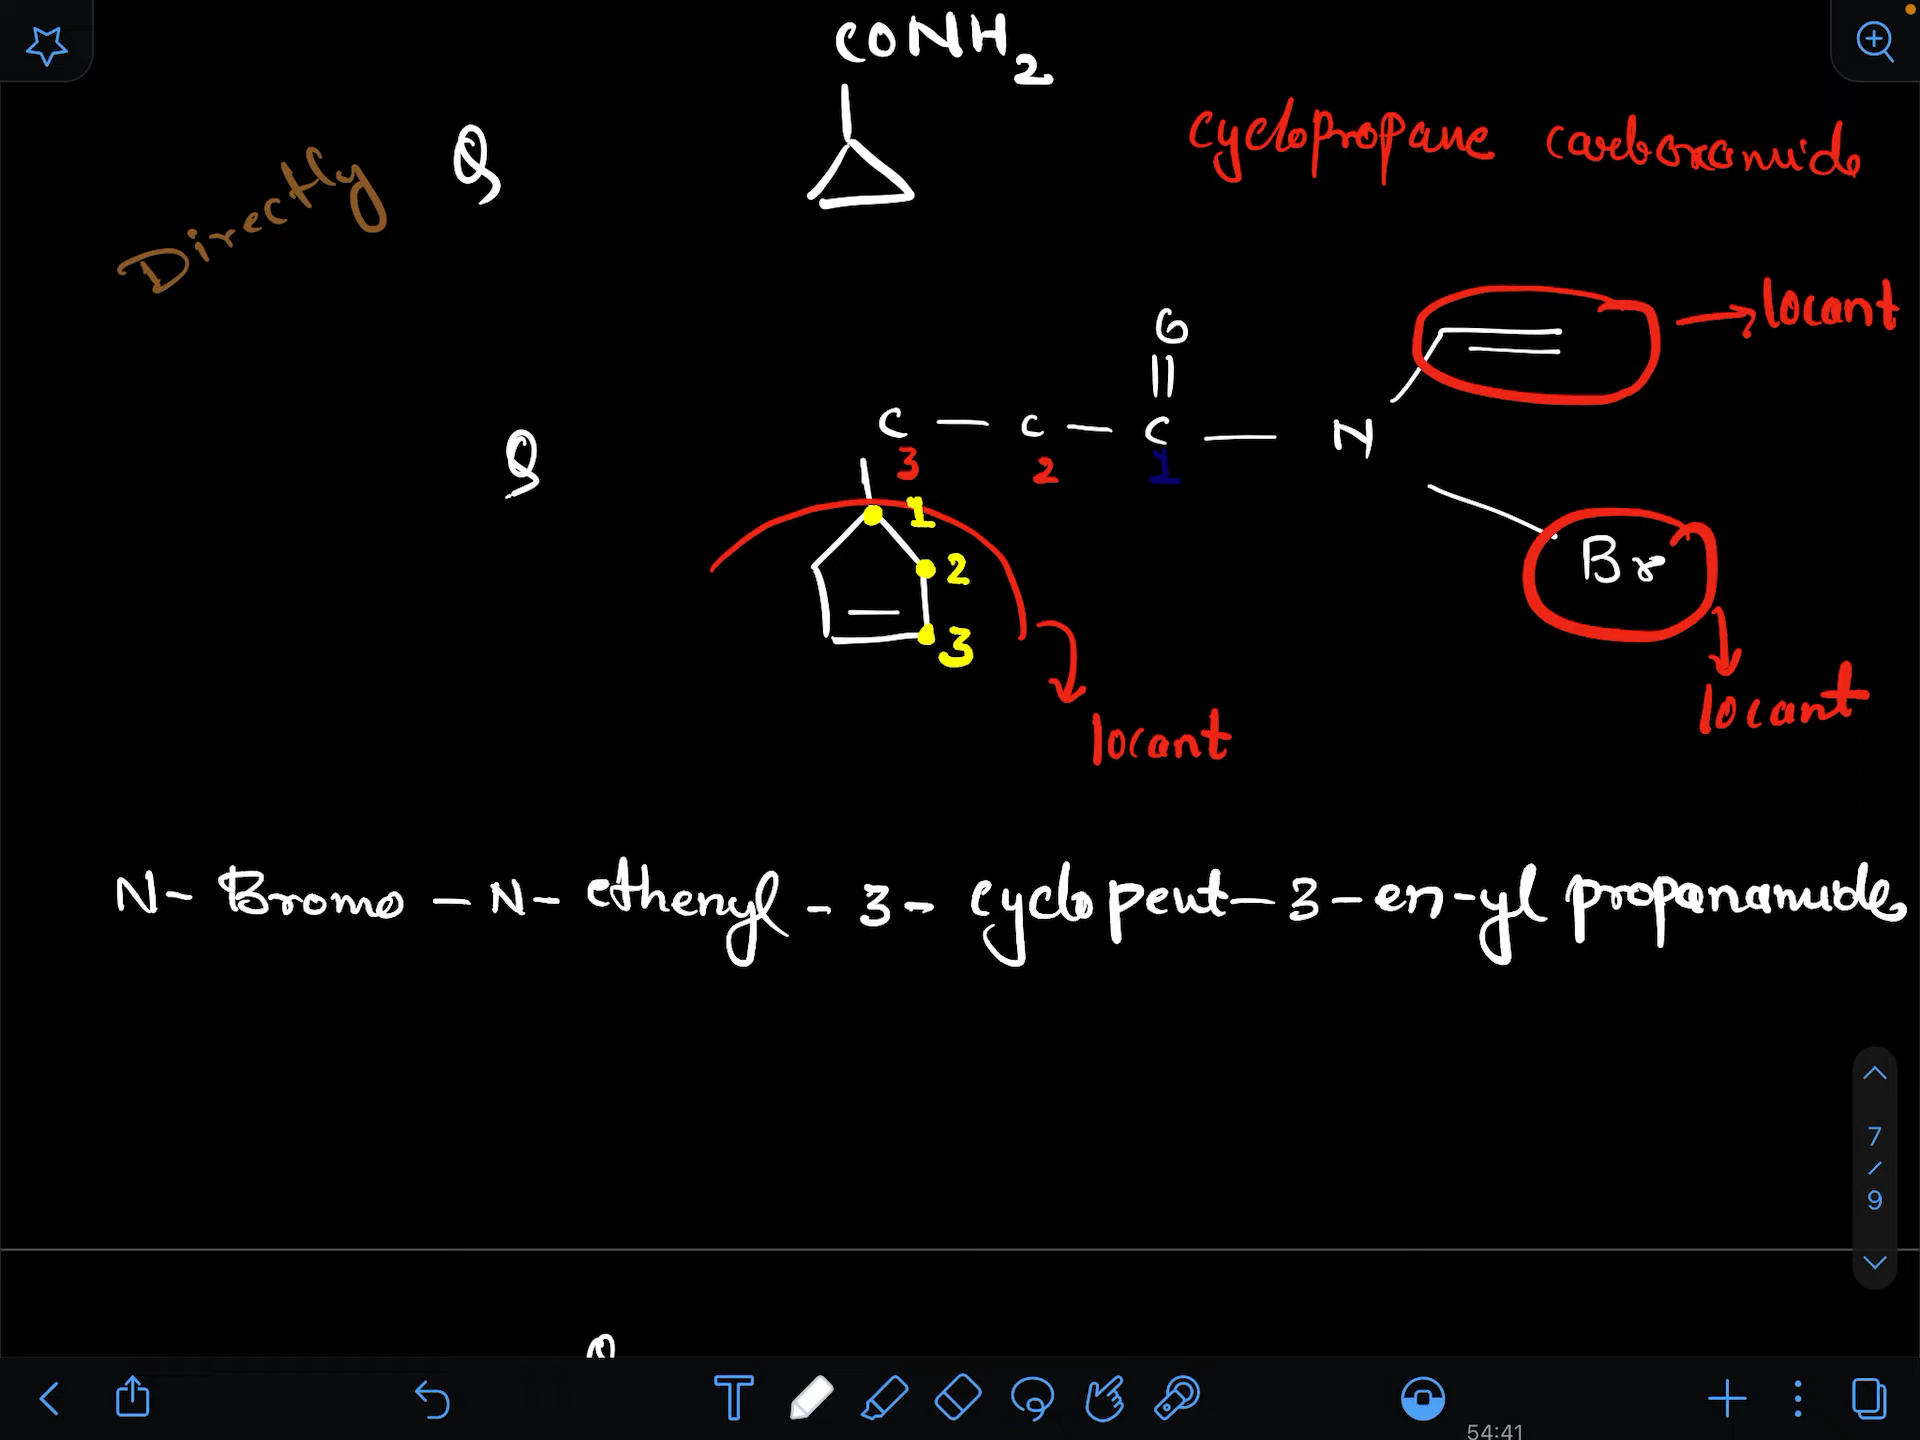 CONH2
Directly Q cyclopropane carboxamide
O → locant
Q C — C — C — N
3 2 1
1
2 Br
3
locant locant
N- Bromo - N- ethenyl - 3 - cyclopent-3-en-yl propanamide
7
/
9
T
54:41